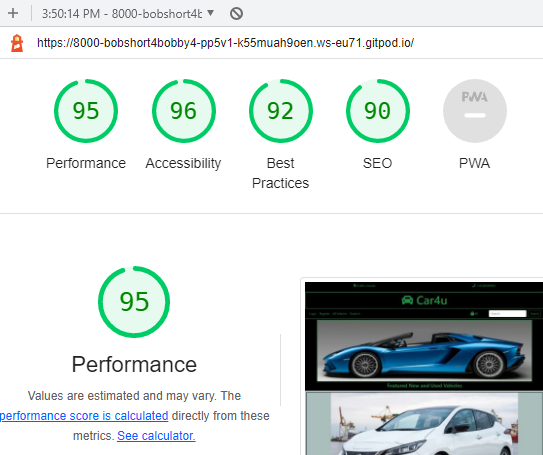 3:50:14 PM - 8000-bobshort4b
https://8000-bobshort4bobby4-pp5v1-k55muah9oen.ws-eu71.gitpod.io/
95 96 92 90 PWA
Performance Accessibility Best Practices SEO PWA
95
Performance
Values are estimated and may vary. The
performance score is calculated directly from these
metrics. See calculator.
Car4u
Featured New and Used Vehicles